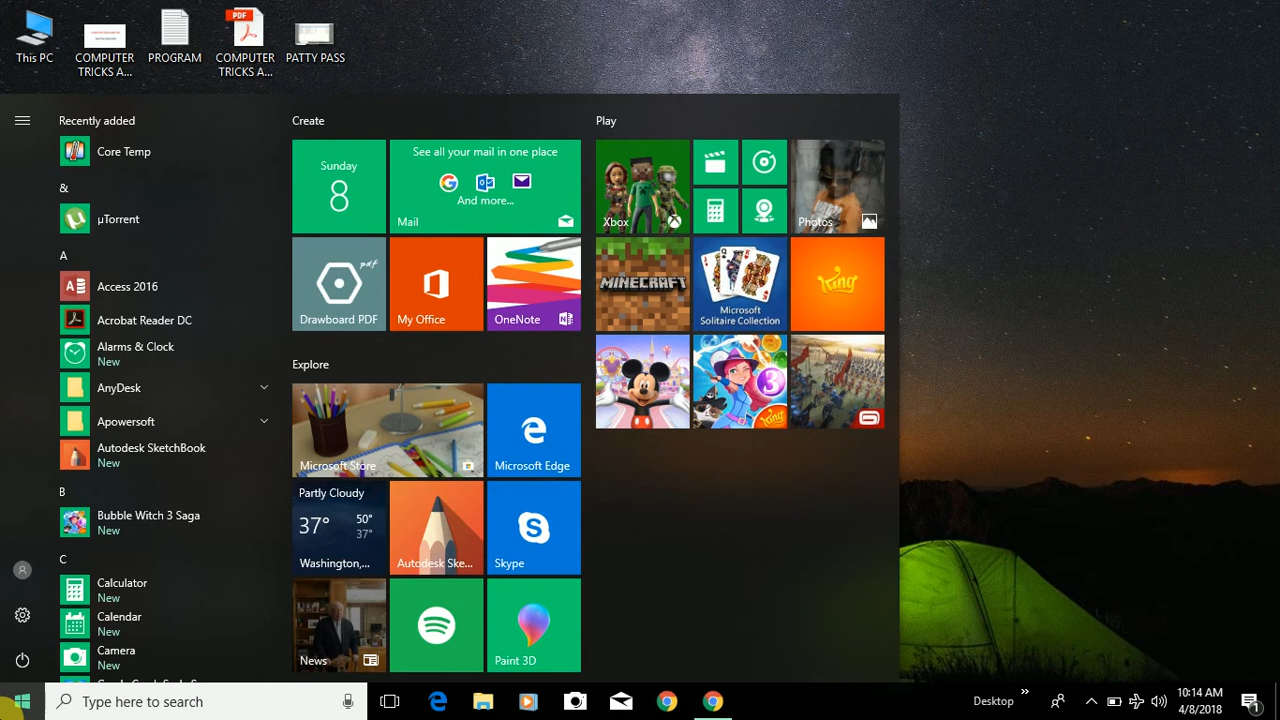 This PC
COMPUTER
TRICKS A...
PROGRAM
PDF
COMPUTER
TRICKS A...
PATTY PASS
Recently added
Core Temp
&
µTorrent
A
Access 2016
Acrobat Reader DC
Alarms & Clock
New
AnyDesk
Apowersoft
Autodesk SketchBook
New
B
Bubble Witch 3 Saga
New
C
Calculator
New
Calendar
New
Camera
New
Create
Sunday
8
See all your mail in one place
And more...
Mail
pdf
Drawboard PDF
My Office
OneNote
Explore
Microsoft Store
Microsoft Edge
Partly Cloudy
37° 50°
37°
Washington,...
Autodesk Ske...
Skype
News
Paint 3D
Play
Xbox
Photos
MINECRAFT
Microsoft
Solitaire Collection
King
3
King
Type here to search
Desktop
10:14 AM
4/8/2018
1